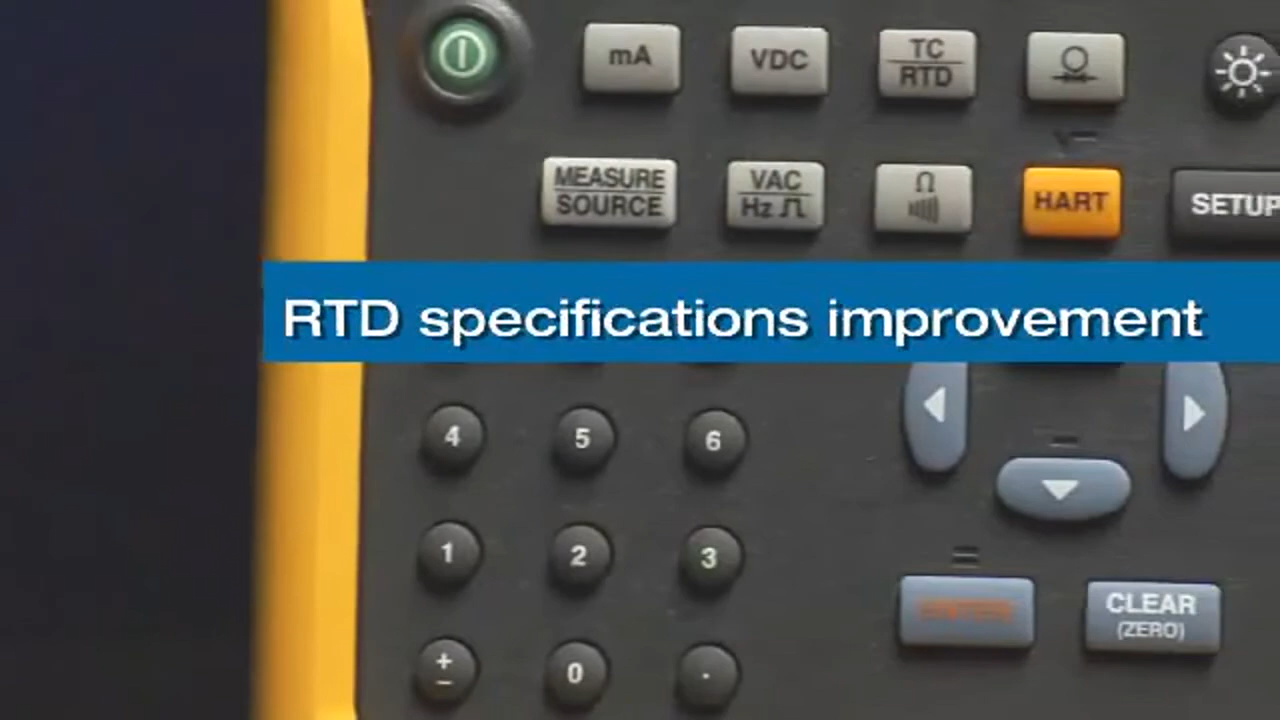 mA
VDC
TC
RTD
MEASURE
SOURCE
VAC
Hz
Ω
HART
SETUP
RTD specifications improvement
4
5
6
1
2
3
+
−
0
.
CLEAR
(ZERO)